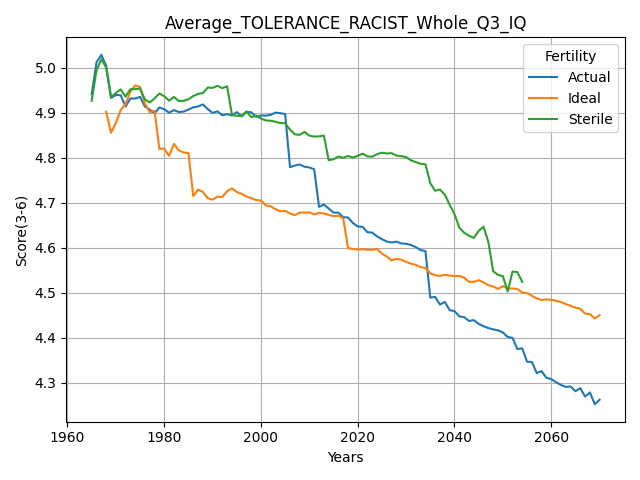 Average_TOLERANCE_RACIST_Whole_Q3_IQ
Fertility
Actual
Ideal
Sterile
Score(3-6)
5.0
4.9
4.8
4.7
4.6
4.5
4.4
4.3
1960 1980 2000 2020 2040 2060
Years